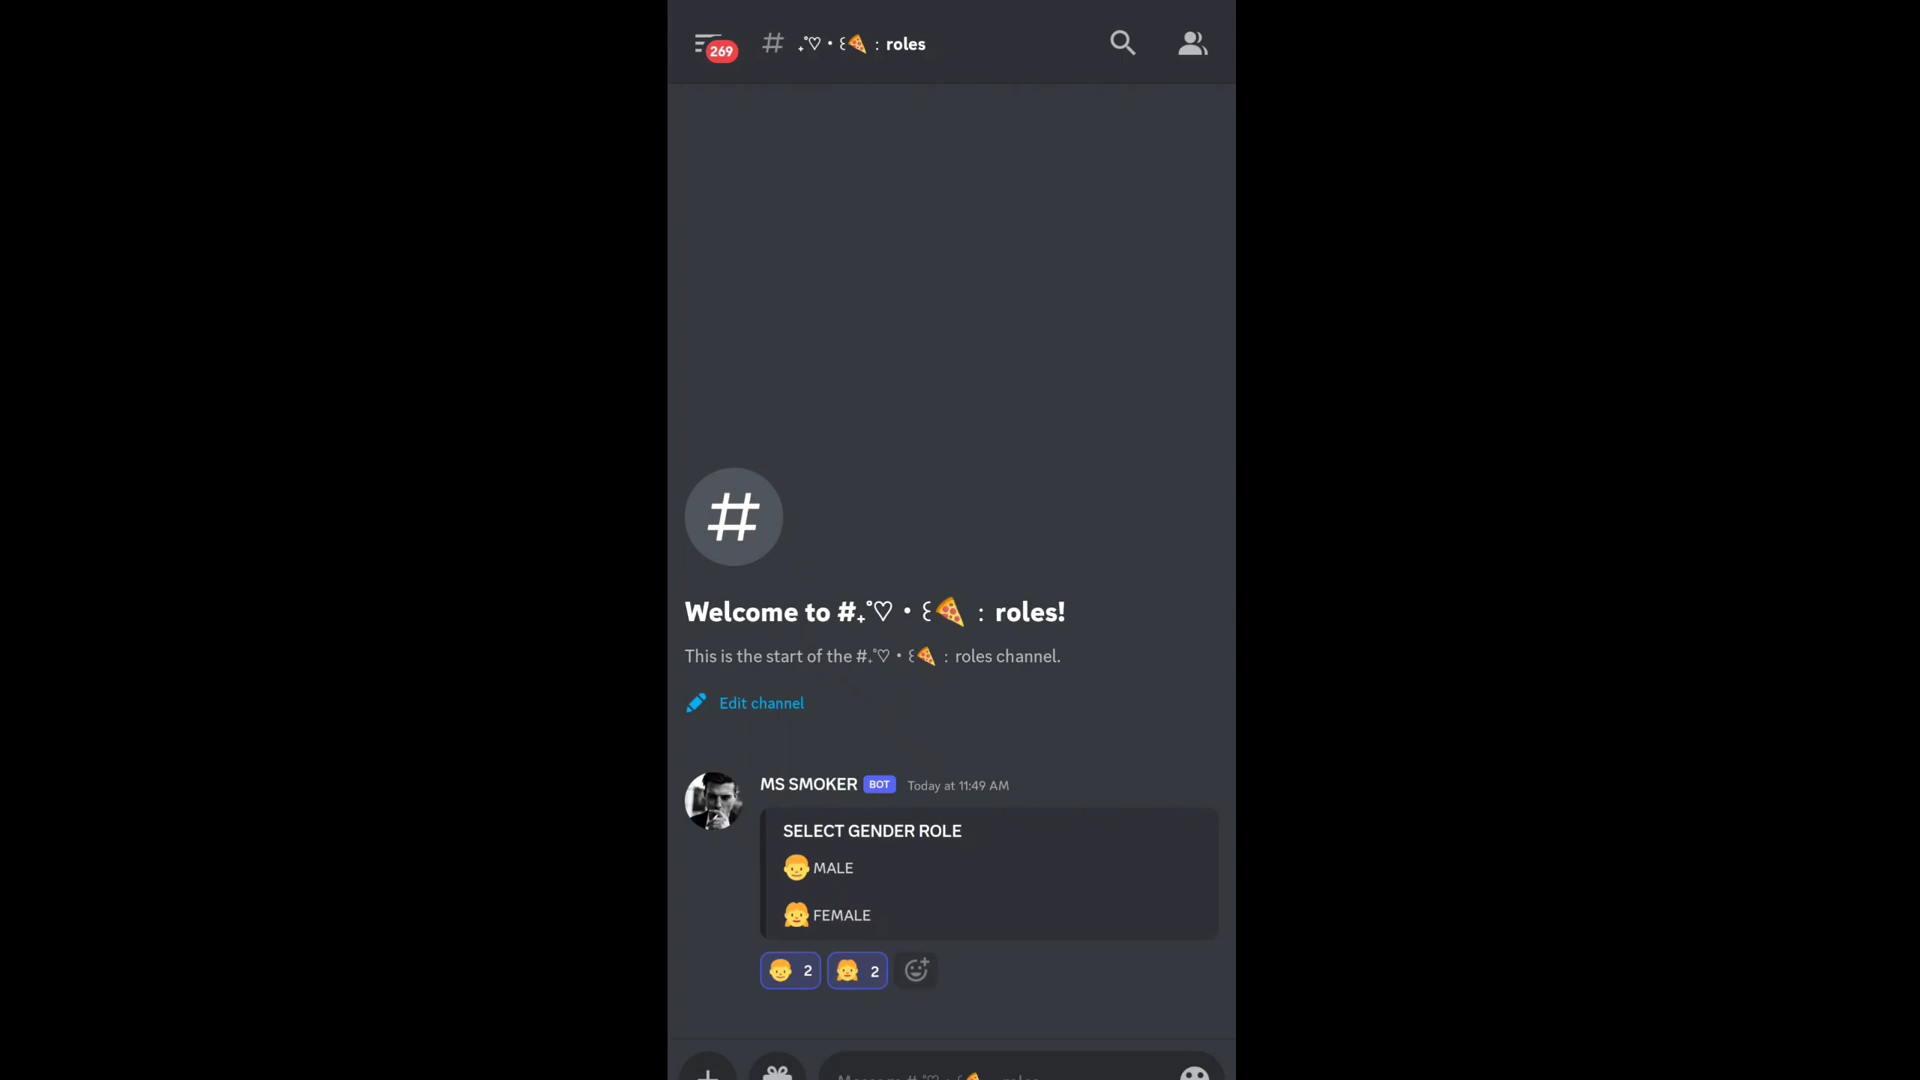 269 # ₊˚♡・꒰🍕 : roles
#
Welcome to #₊˚♡・꒰🍕 : roles!
This is the start of the #₊˚♡・꒰🍕 : roles channel.
Edit channel
MS SMOKER BOT Today at 11:49 AM
SELECT GENDER ROLE
👦 MALE
👧 FEMALE
👦 2 👧 2